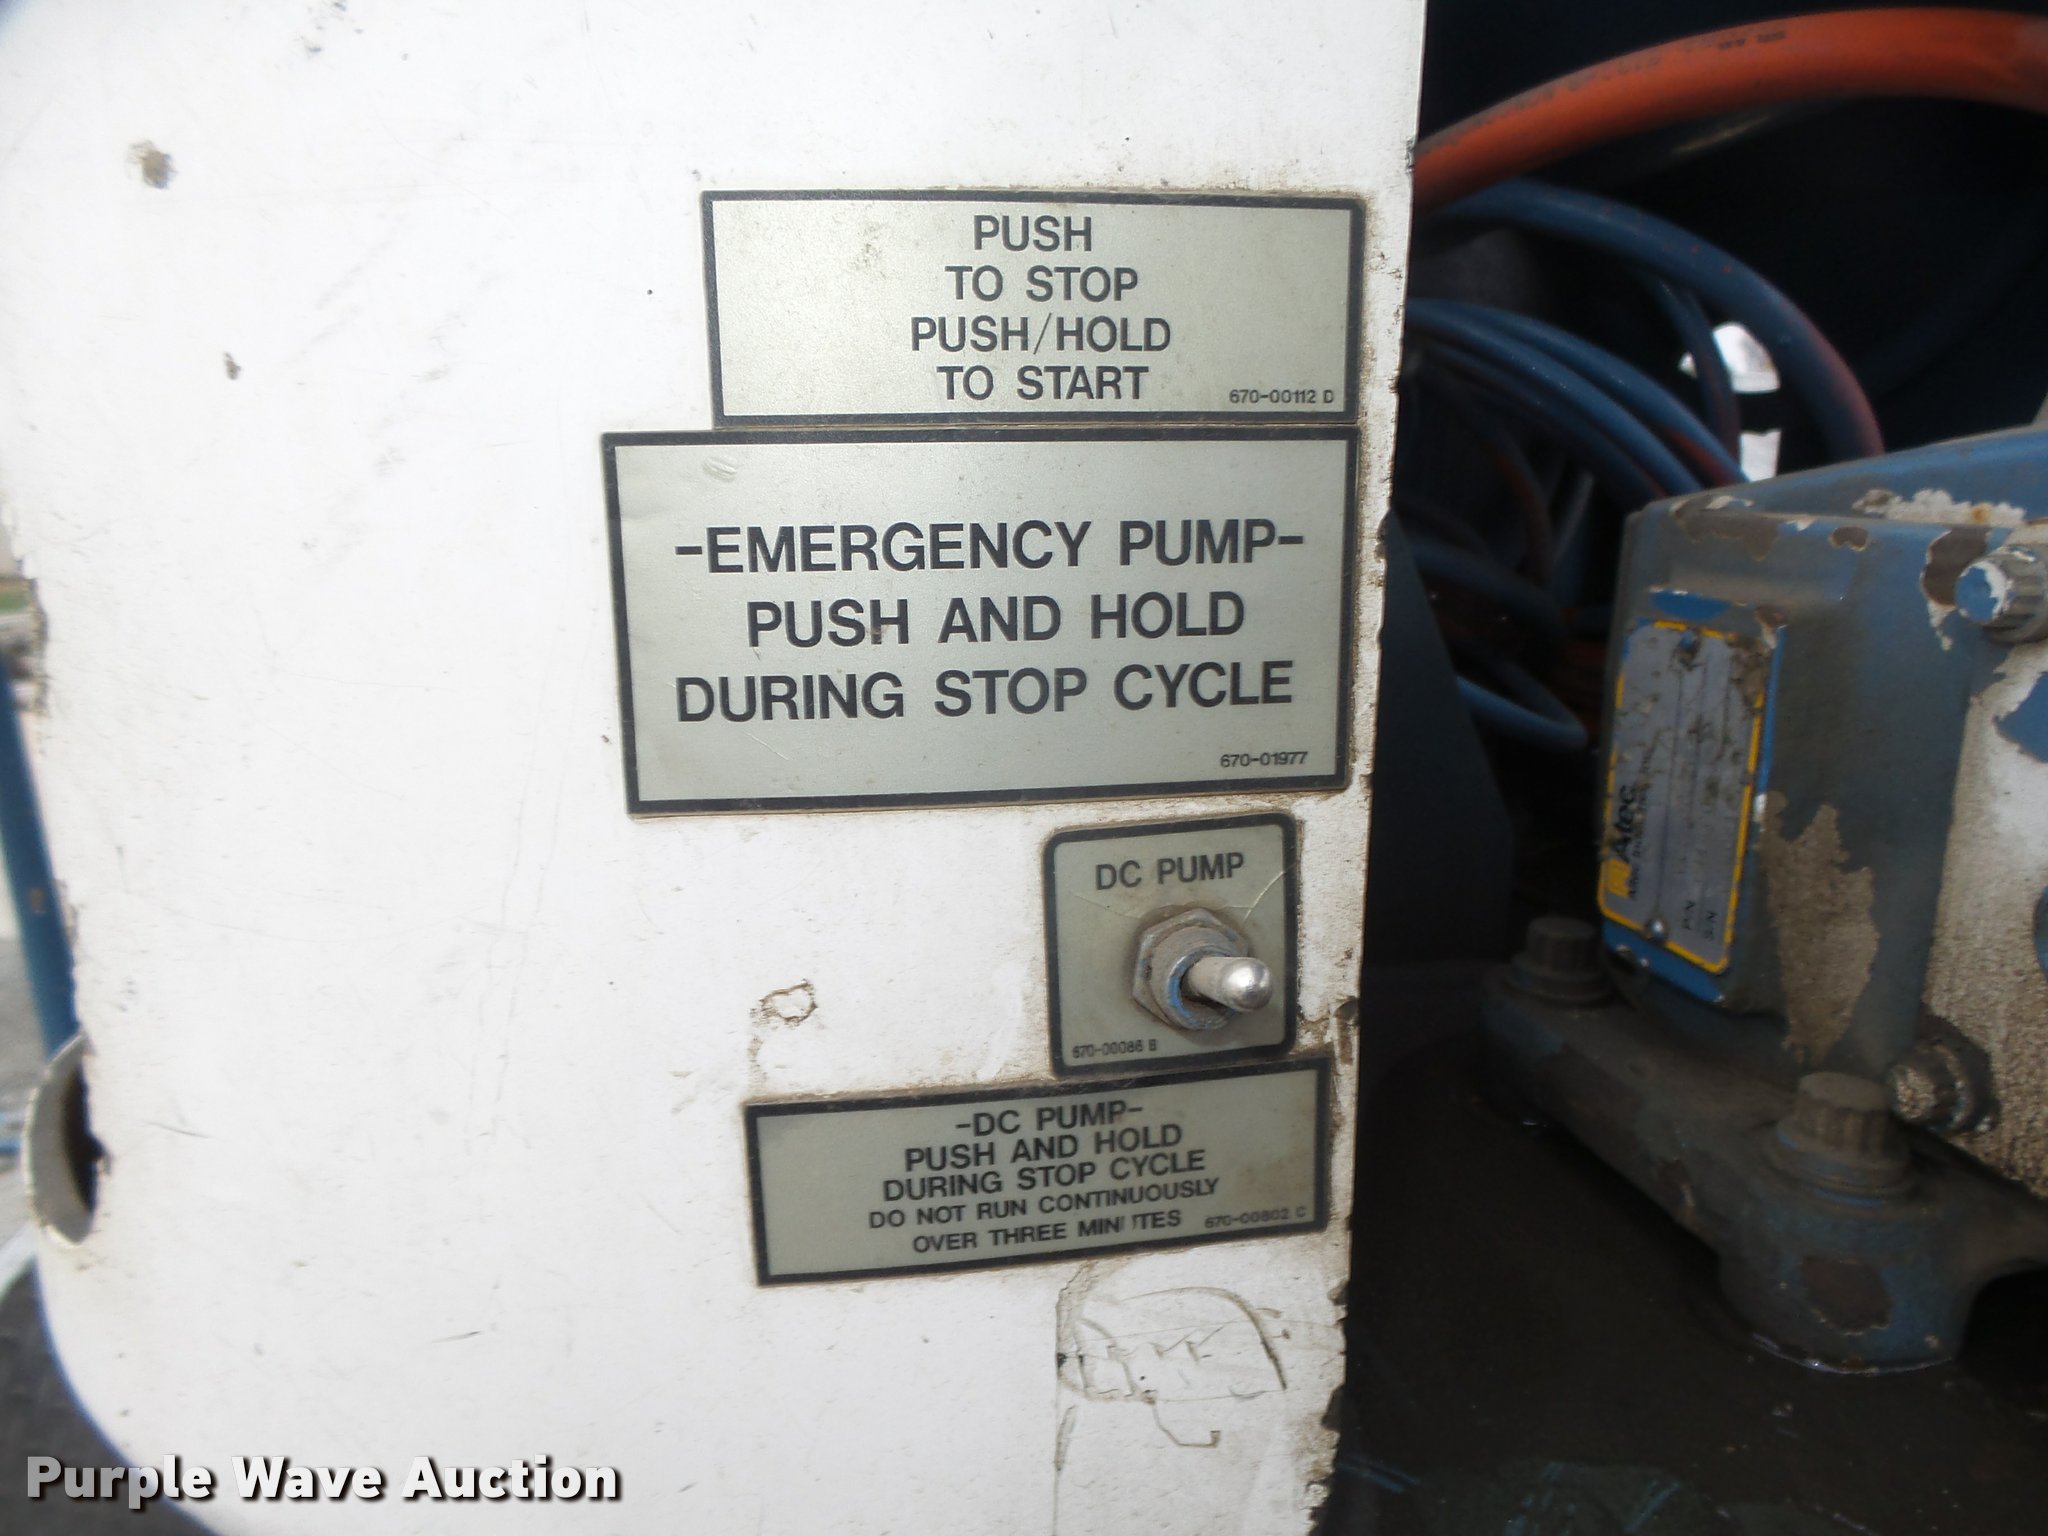 PUSH
TO STOP
PUSH/HOLD
TO START
670-00112 D
-EMERGENCY PUMP-
PUSH AND HOLD
DURING STOP CYCLE
670-01977
DC PUMP
670-00086 B
-DC PUMP-
PUSH AND HOLD
DURING STOP CYCLE
DO NOT RUN CONTINUOUSLY
OVER THREE MINUTES
670-00802 C
Altec
P/N
S/N
Purple Wave Auction